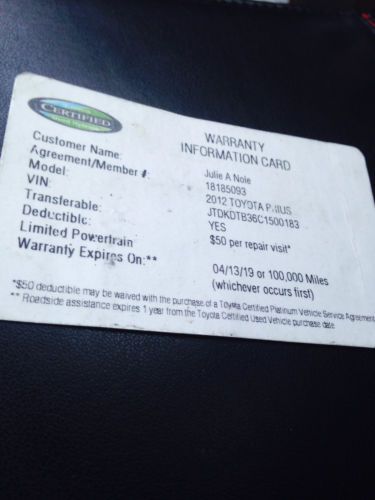 CERTIFIED
Used Hybrids
WARRANTY
INFORMATION CARD
Customer Name: Julie A Noie
Agreement/Member #: 18185093
Model: 2012 TOYOTA PRIUS
VIN: JTDKDTB36C1500183
Transferable: YES
Deductible: $50 per repair visit*
Limited Powertrain
Warranty Expires On:** 04/13/19 or 100,000 Miles
(whichever occurs first)
*$50 deductible may be waived with the purchase of a Toyota Certified Platinum Vehicle Service Agreement
** Roadside assistance expires 1 year from the Toyota Certified Used Vehicle purchase date.